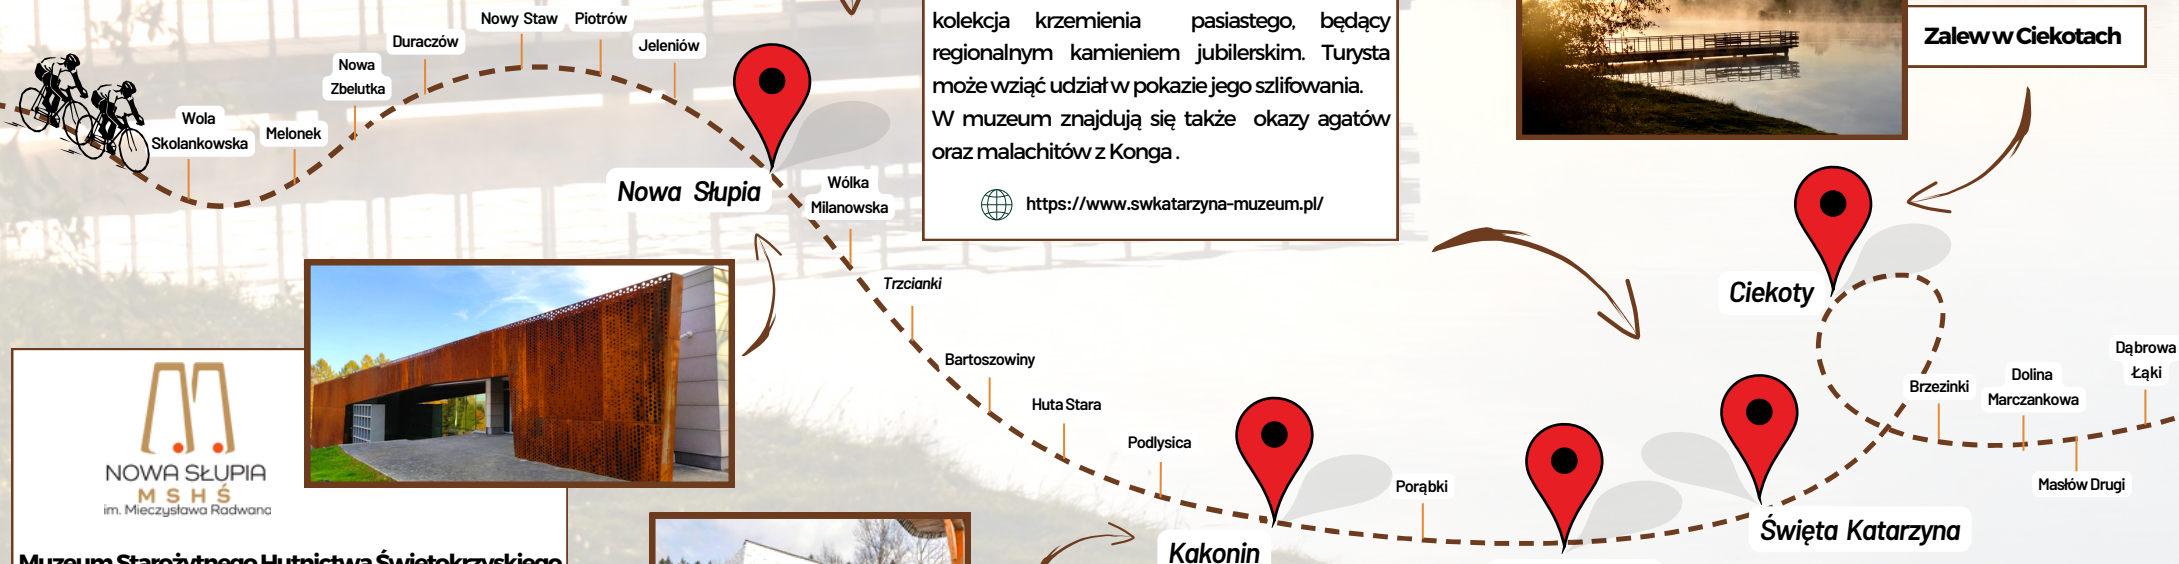 Nowy Staw
Piotrów
Duraczów
Jeleniów
Nowa
Zbelutka
Wola
Skolankowska
Melonek
Nowa Słupia
Wólka
Milanowska
kolekcja krzemienia pasiastego, będący
regionalnym kamieniem jubilerskim. Turysta
może wziąć udział w pokazie jego szlifowania.
W muzeum znajdują się także okazy agatów
oraz malachitów z Konga .
https://www.swkatarzyna-muzeum.pl/
Zalew w Ciekotach
Trzcianki
Bartoszowiny
Huta Stara
Podlysica
Kakonin
Porąbki
Święta Katarzyna
Ciekoty
Brzezinki
Dolina
Marczankowa
Dąbrowa
Łąki
Masłów Drugi
NOWA SŁUPIA
M S H Ś
im. Mieczysława Radwana
Muzeum Starożytnego Hutnictwa Świętokrzyskiego